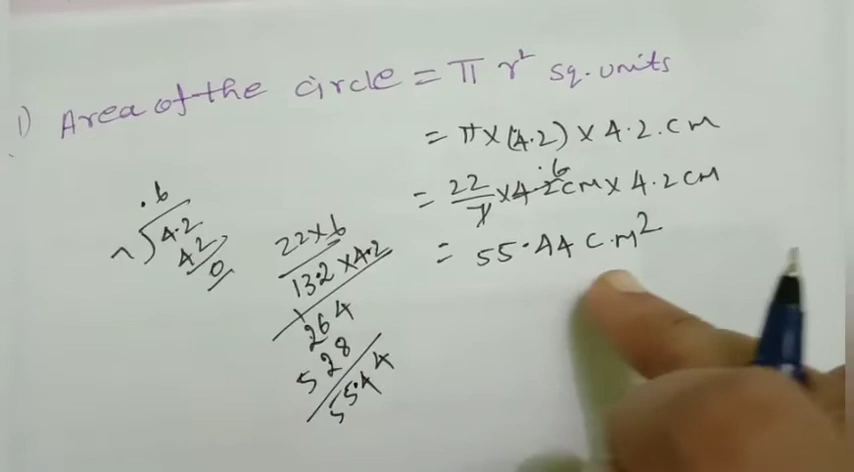 1) Area of the circle = π r² sq. units
= π × (4.2) × 4.2 . cm
= 22/7 × 4.2 cm × 4.2 cm
.6
= 55.44 c.m²
.6
7) 4.2
42
0
22 × 6
13.2 × 4.2
264
528
55.44